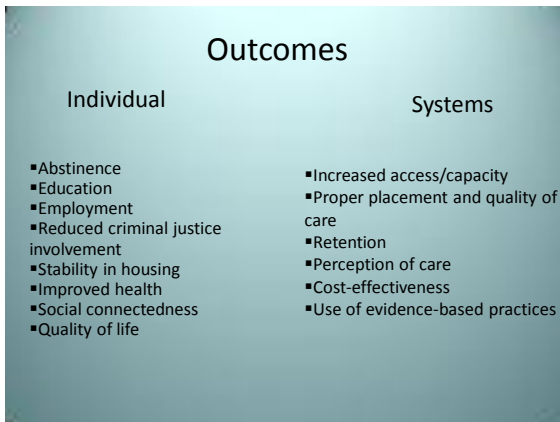 Outcomes
Individual
▪Abstinence
▪Education
▪Employment
▪Reduced criminal justice
involvement
▪Stability in housing
▪Improved health
▪Social connectedness
▪Quality of life
Systems
▪Increased access/capacity
▪Proper placement and quality of
care
▪Retention
▪Perception of care
▪Cost-effectiveness
▪Use of evidence-based practices